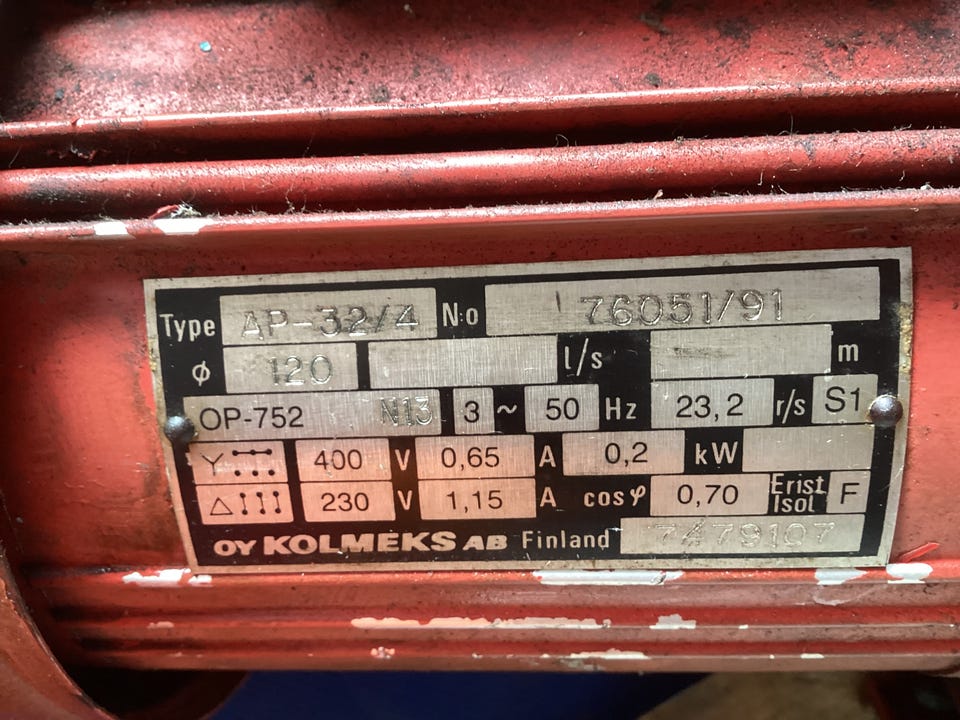 Type AP-32/4 No 76051/91
φ 120 l/s m
OP-752 N13 3 ~ 50 Hz 23,2 r/s S1
Y 400 V 0,65 A 0,2 kW
△ 230 V 1,15 A cosφ 0,70 Erist Isol F
OY KOLMEKS AB Finland 7479107